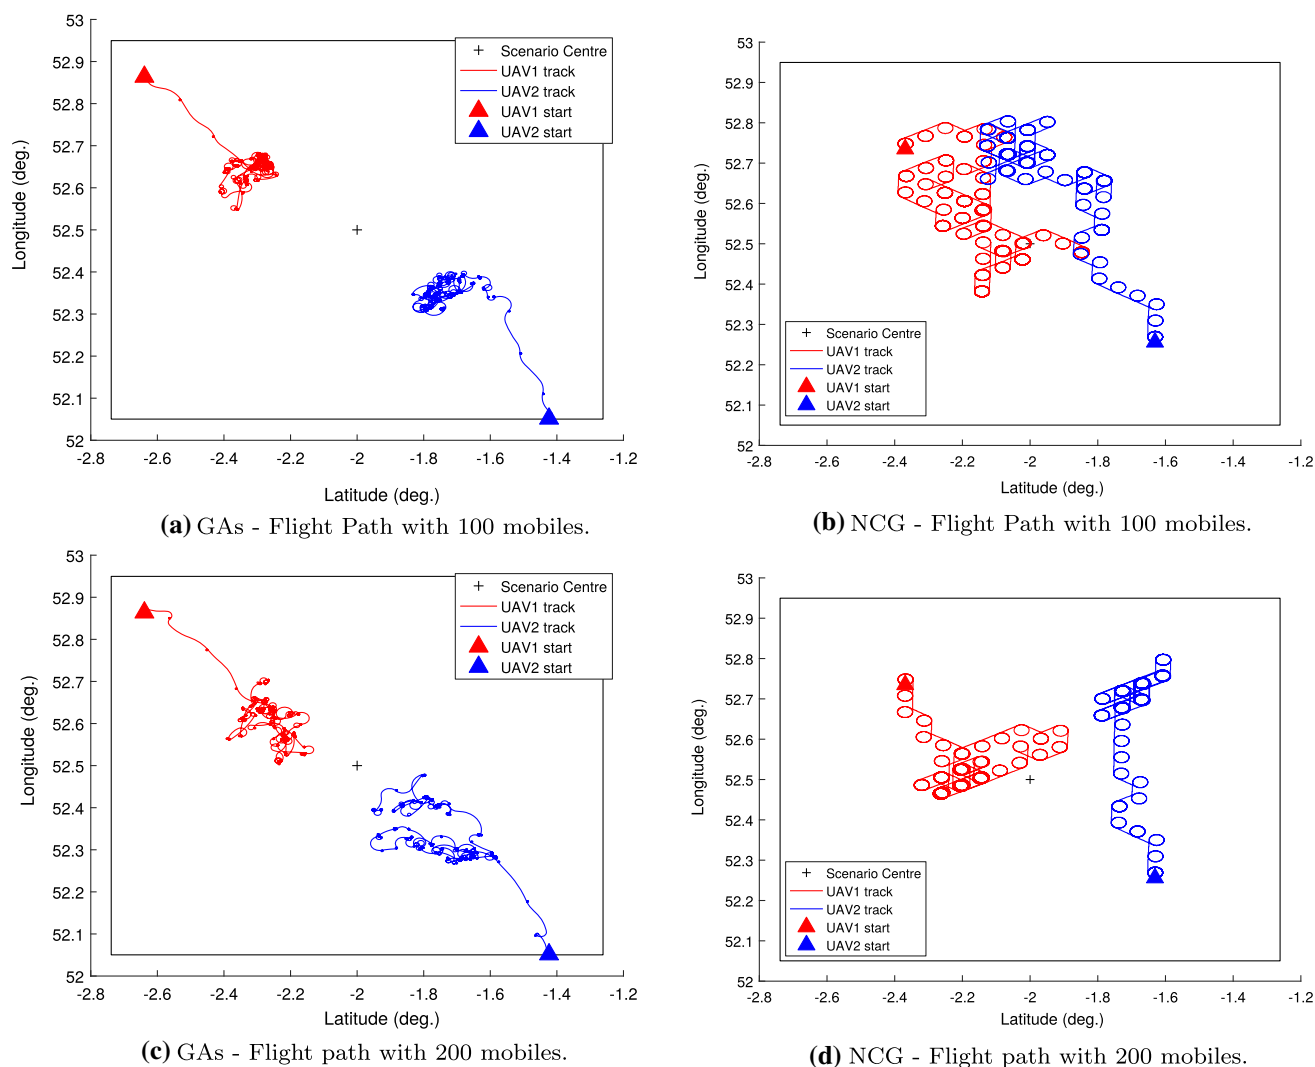 53
52.9
52.8
52.7
52.6
52.5
52.4
52.3
52.2
52.1
52
Longitude (deg.)
Scenario Centre
UAV1 track
UAV2 track
UAV1 start
UAV2 start
-2.8 -2.6 -2.4 -2.2 -2 -1.8 -1.6 -1.4 -1.2
Latitude (deg.)
(a) GAs - Flight Path with 100 mobiles.
53
52.9
52.8
52.7
52.6
52.5
52.4
52.3
52.2
52.1
52
Longitude (deg.)
Scenario Centre
UAV1 track
UAV2 track
UAV1 start
UAV2 start
-2.8 -2.6 -2.4 -2.2 -2 -1.8 -1.6 -1.4 -1.2
Latitude (deg.)
(b) NCG - Flight Path with 100 mobiles.
53
52.9
52.8
52.7
52.6
52.5
52.4
52.3
52.2
52.1
52
Longitude (deg.)
Scenario Centre
UAV1 track
UAV2 track
UAV1 start
UAV2 start
-2.8 -2.6 -2.4 -2.2 -2 -1.8 -1.6 -1.4 -1.2
Latitude (deg.)
(c) GAs - Flight path with 200 mobiles.
53
52.9
52.8
52.7
52.6
52.5
52.4
52.3
52.2
52.1
52
Longitude (deg.)
Scenario Centre
UAV1 track
UAV2 track
UAV1 start
UAV2 start
-2.8 -2.6 -2.4 -2.2 -2 -1.8 -1.6 -1.4 -1.2
Latitude (deg.)
(d) NCG - Flight path with 200 mobiles.